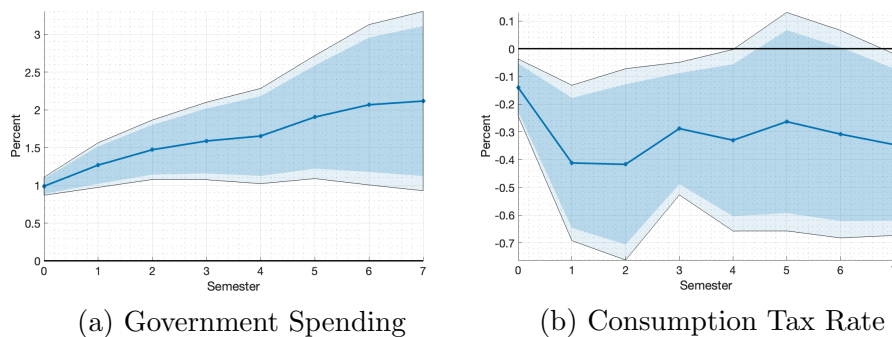 3
2.5
2
1.5
1
0.5
0
Percent
0 1 2 3 4 5 6 7
Semester
(a) Government Spending
0.1
0
-0.1
-0.2
-0.3
-0.4
-0.5
-0.6
-0.7
Percent
0 1 2 3 4 5 6 7
Semester
(b) Consumption Tax Rate